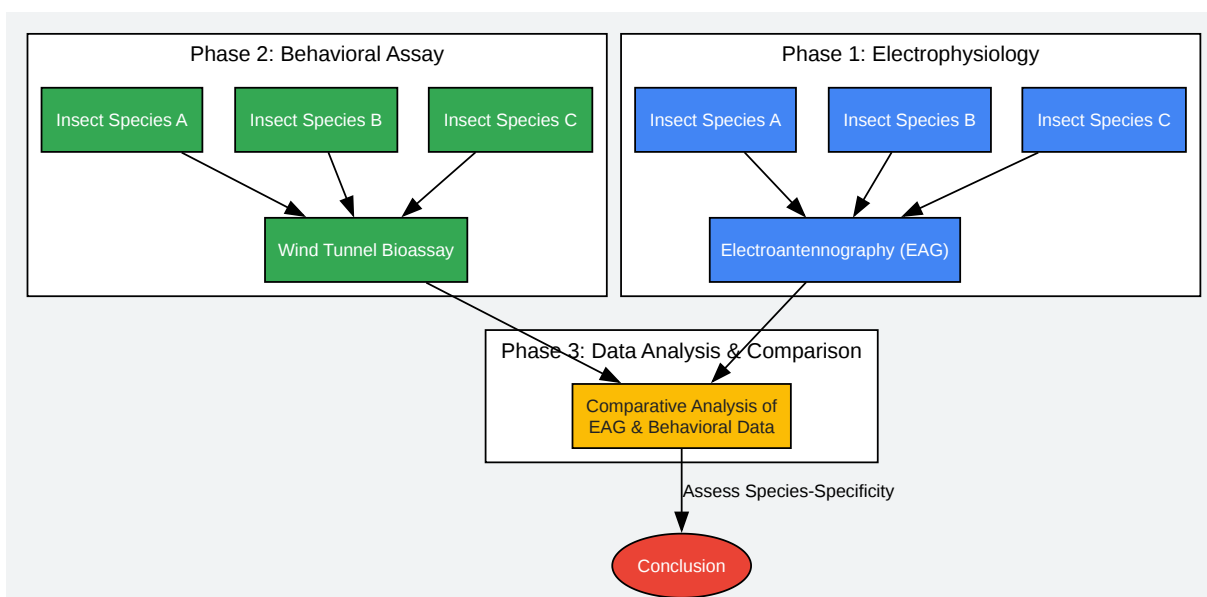 Phase 2: Behavioral Assay
Insect Species A
Insect Species B
Insect Species C
Wind Tunnel Bioassay
Phase 1: Electrophysiology
Insect Species A
Insect Species B
Insect Species C
Electroantennography (EAG)
Phase 3: Data Analysis & Comparison
Comparative Analysis of
EAG & Behavioral Data
Assess Species-Specificity
Conclusion